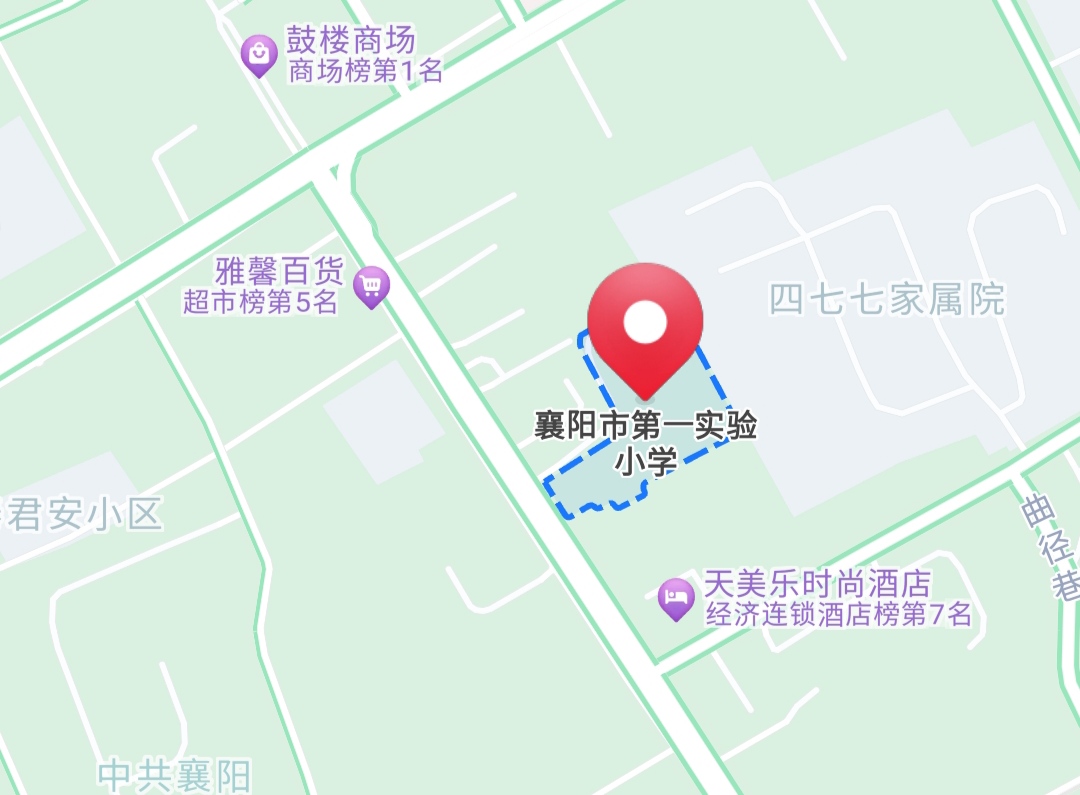 鼓楼商场
商场榜第1名
雅馨百货
超市榜第5名
四七七家属院
襄阳市第一实验
小学
君安小区
曲径巷
天美乐时尚酒店
经济连锁酒店榜第7名
中共襄阳